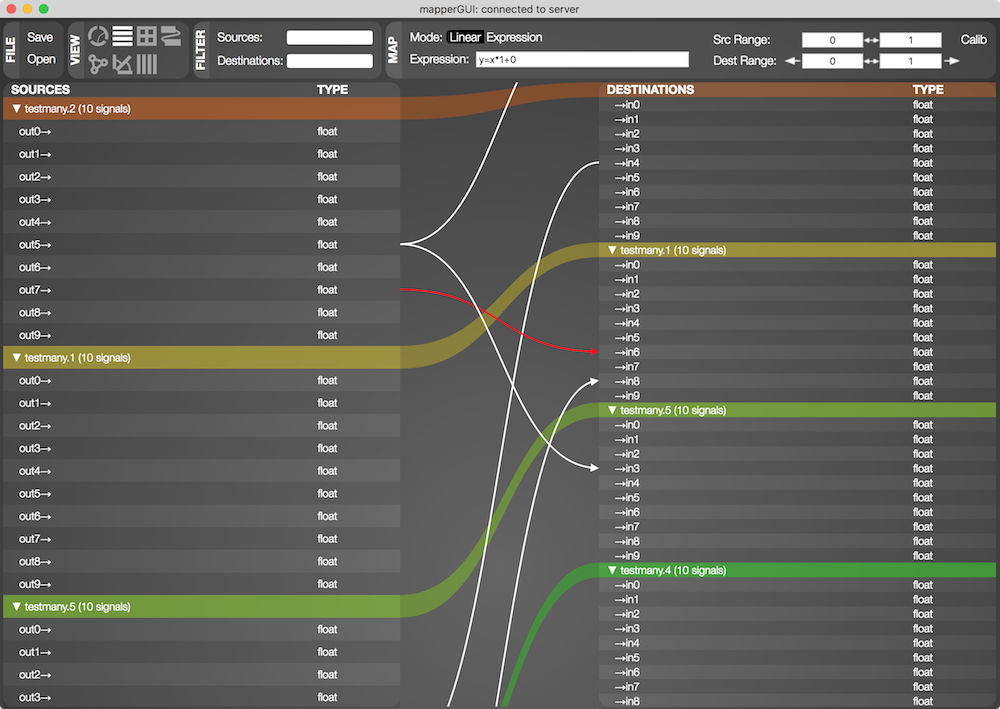 mapperGUI: connected to server
FILE
Save
Open
VIEW
FILTER
Sources:
Destinations:
MAP
Mode: Linear Expression
Expression: y=x*1+0
Src Range: 0 1 Calib
Dest Range: 0 1
SOURCES TYPE
▼ testmany.2 (10 signals)
out0→ float
out1→ float
out2→ float
out3→ float
out4→ float
out5→ float
out6→ float
out7→ float
out8→ float
out9→ float
▼ testmany.1 (10 signals)
out0→ float
out1→ float
out2→ float
out3→ float
out4→ float
out5→ float
out6→ float
out7→ float
out8→ float
out9→ float
▼ testmany.5 (10 signals)
out0→ float
out1→ float
out2→ float
out3→ float
DESTINATIONS TYPE
→in0 float
→in1 float
→in2 float
→in3 float
→in4 float
→in5 float
→in6 float
→in7 float
→in8 float
→in9 float
▼ testmany.1 (10 signals)
→in0 float
→in1 float
→in2 float
→in3 float
→in4 float
→in5 float
→in6 float
→in7 float
→in8 float
→in9 float
▼ testmany.5 (10 signals)
→in0 float
→in1 float
→in2 float
→in3 float
→in4 float
→in5 float
→in6 float
→in7 float
→in8 float
→in9 float
▼ testmany.4 (10 signals)
→in0 float
→in1 float
→in2 float
→in3 float
→in4 float
→in5 float
→in6 float
→in7 float
→in8 float